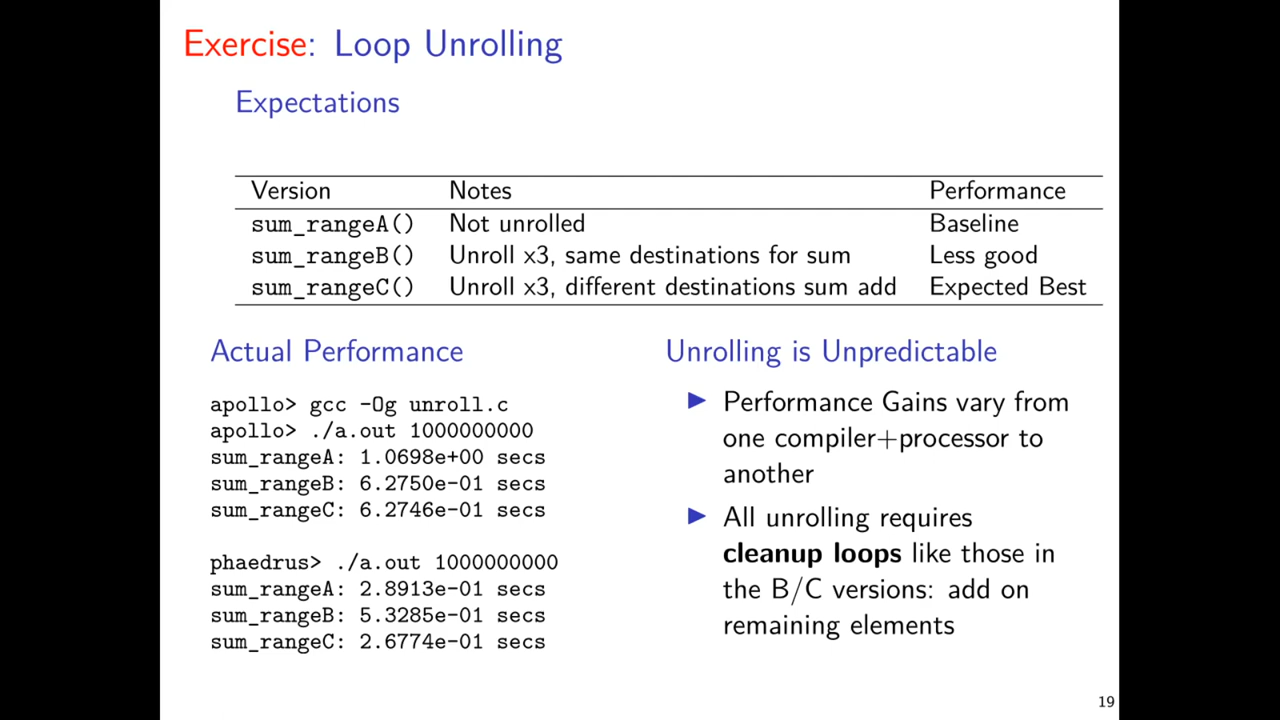 Exercise: Loop Unrolling
Expectations
Version Notes Performance
sum_rangeA() Not unrolled Baseline
sum_rangeB() Unroll x3, same destinations for sum Less good
sum_rangeC() Unroll x3, different destinations sum add Expected Best
Actual Performance
apollo> gcc -Og unroll.c
apollo> ./a.out 1000000000
sum_rangeA: 1.0698e+00 secs
sum_rangeB: 6.2750e-01 secs
sum_rangeC: 6.2746e-01 secs
phaedrus> ./a.out 1000000000
sum_rangeA: 2.8913e-01 secs
sum_rangeB: 5.3285e-01 secs
sum_rangeC: 2.6774e-01 secs
Unrolling is Unpredictable
▶ Performance Gains vary from
one compiler+processor to
another
▶ All unrolling requires
cleanup loops like those in
the B/C versions: add on
remaining elements
19